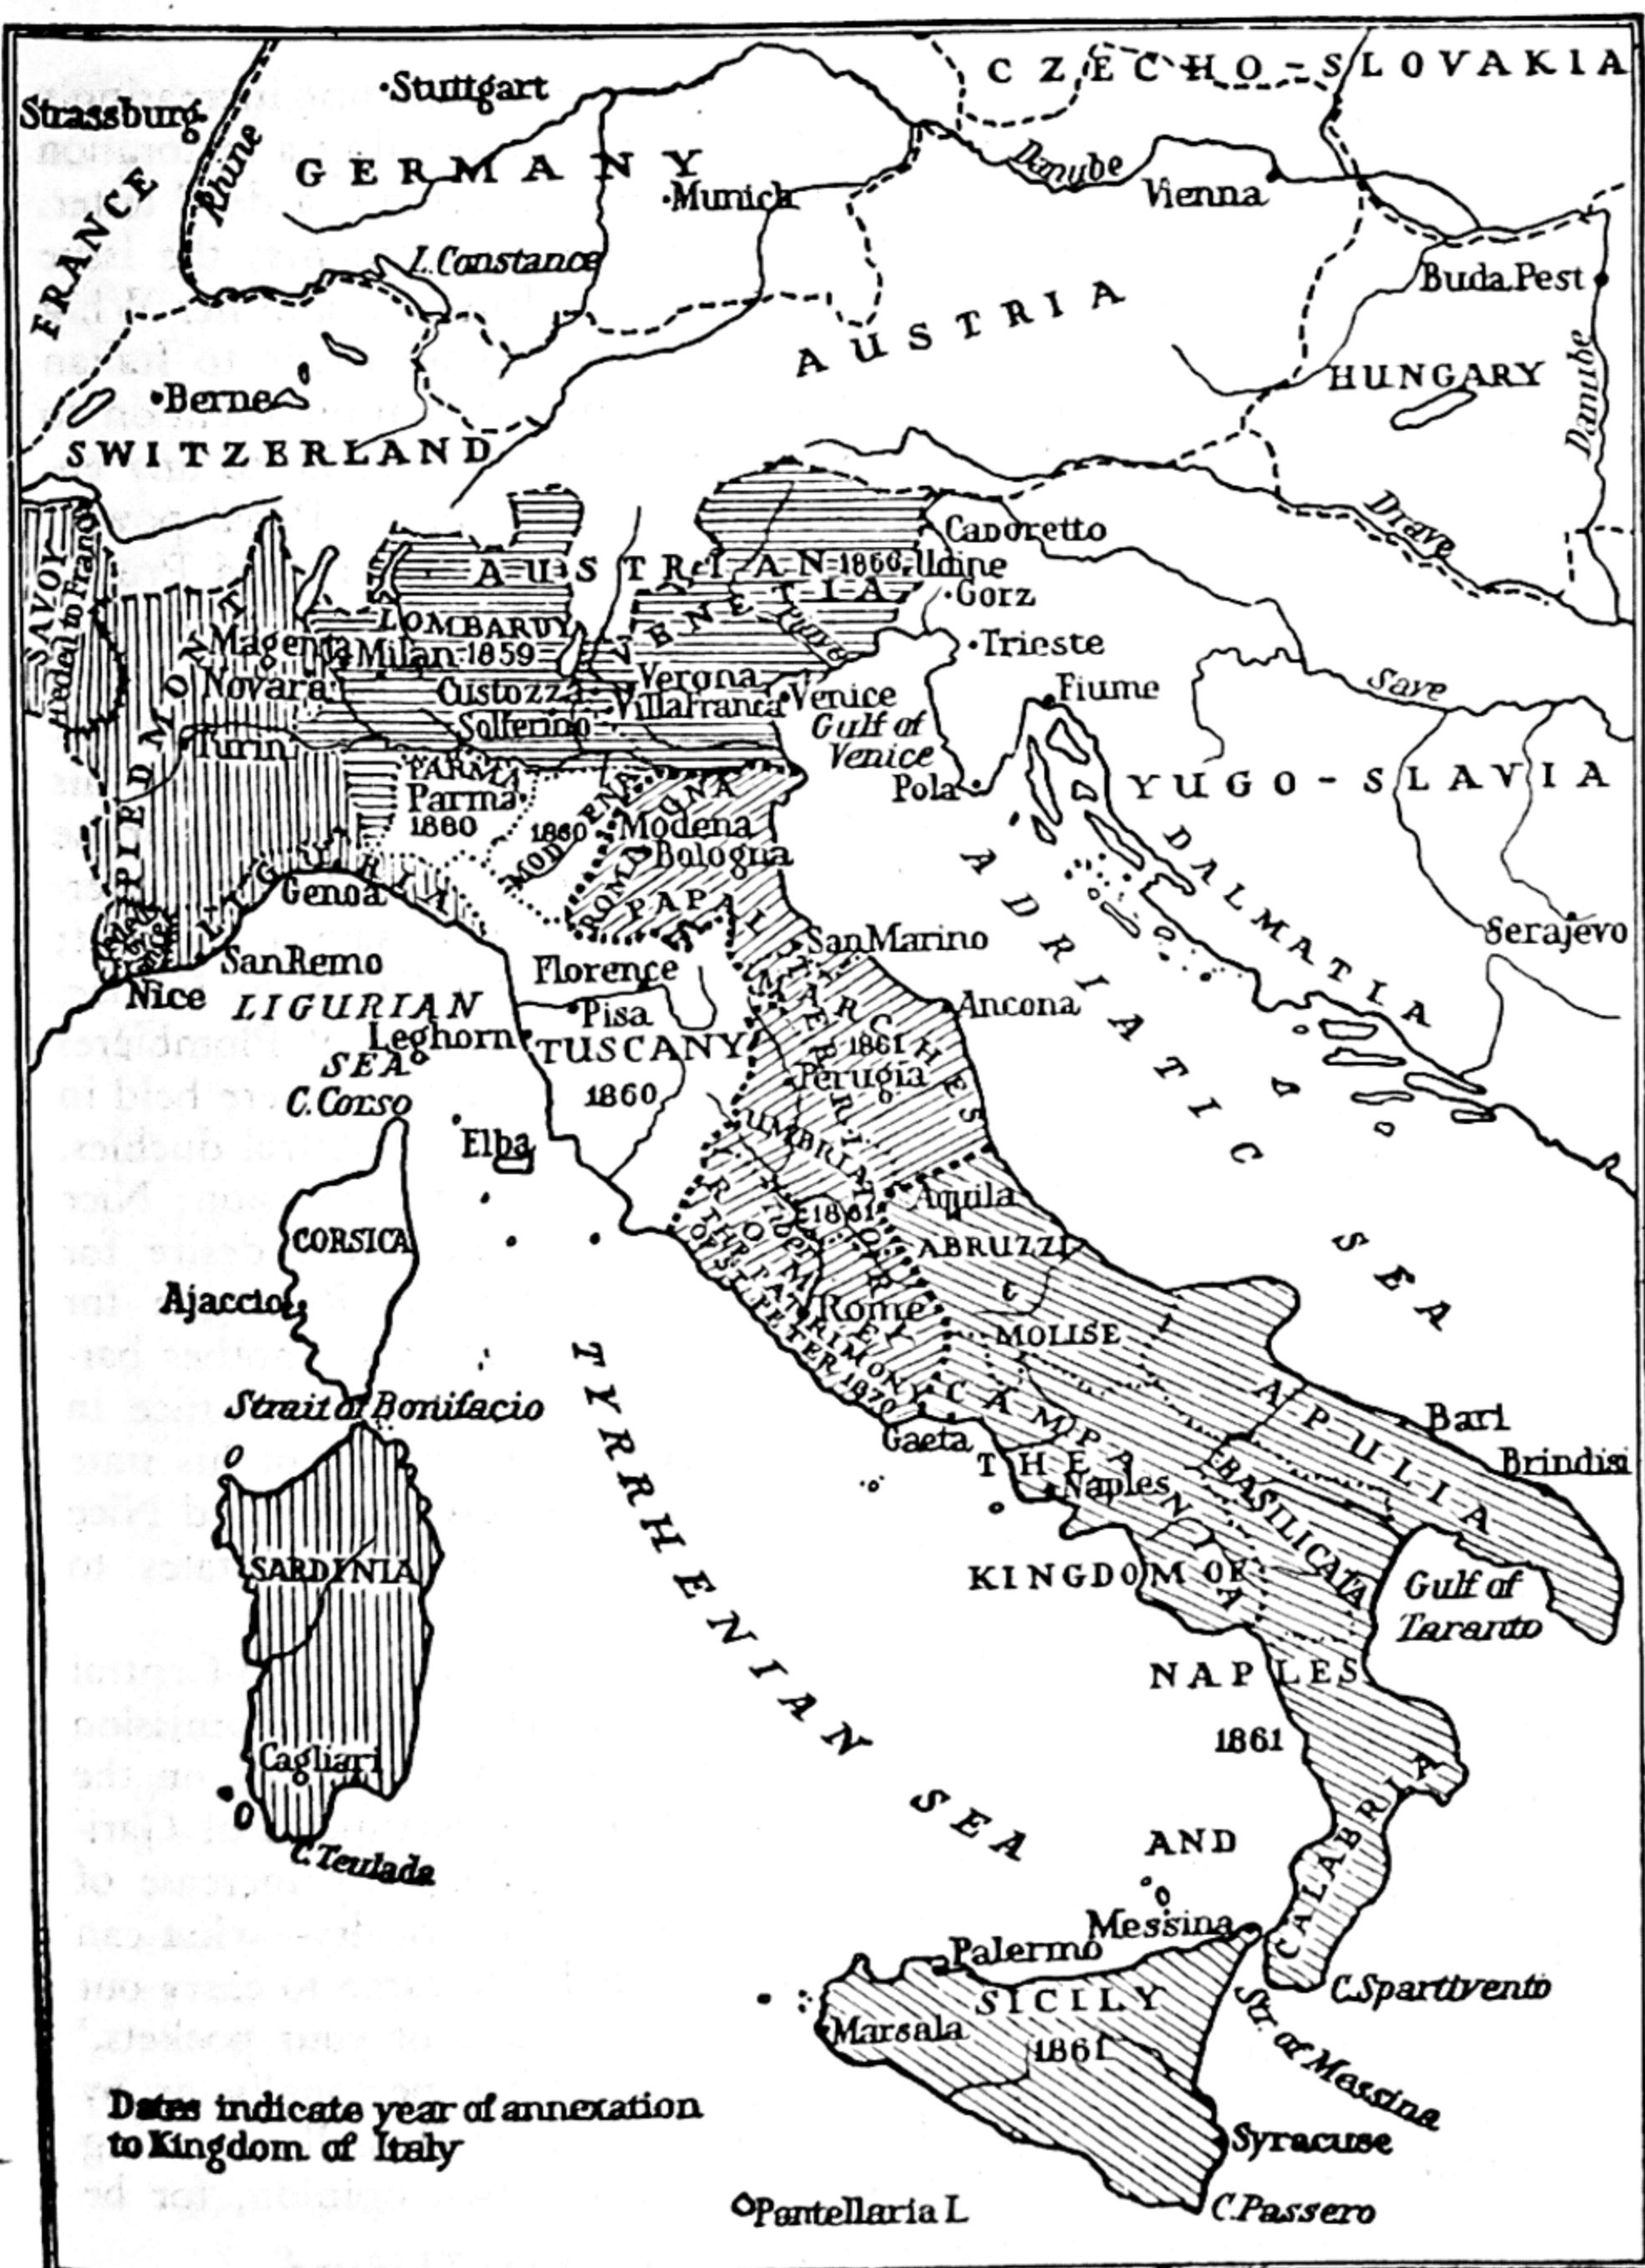 CZECHO-SLOVAKIA
Stuttgart
Strassburg
Rhine
GERMANY
Danube
Munich
Vienna
FRANCE
L. Constance
Buda Pest
AUSTRIA
HUNGARY
Danube
Berne
SWITZERLAND
Drave
Caporetto
SAVOY
AUSTRIAN 1866
Udine
VENETIA
Gorz
Piave
LOMBARDY
Magenta
Milan 1859
Trieste
Verona
Novara
Custozza
Villafranca
Venice
Fiume
Save
Solferino
Gulf of
Venice
PIEDMONT
Turin
PARMA
Parma
1860
Pola
YUGO-SLAVIA
1860
MODENA
ROMAGNA
Modena
Bologna
DALMATIA
LIGURIA
Genoa
PAPAL
San Marino
Serajevo
San Remo
Florence
Nice
LIGURIAN
SEA
Pisa
MARCHES
Ancona
ADRIATIC SEA
Leghorn
TUSCANY
1860
1861
Perugia
C. Corso
Elba
UMBRIA
Aquila
1861
Tiber
CORSICA
ABRUZZI
TERRITORY
Ajaccio
ROME
THE PATRIMONY
OF ST. PETER 1870
Rome
MOLISE
Strait of Bonifacio
TYRRHENIAN SEA
CAMPANIA
APULIA
Bari
Gaeta
Brindisi
THE
Naples
BASILICATA
SARDINIA
KINGDOM OF
Gulf of
Taranto
NAPLES
1861
Cagliari
CALABRIA
C. Teulada
AND
Messina
Palermo
SICILY
C. Spartivento
Marsala
1861
Str. of Messina
Dates indicate year of annexation
to Kingdom of Italy
Syracuse
Pantellaria I.
C. Passero